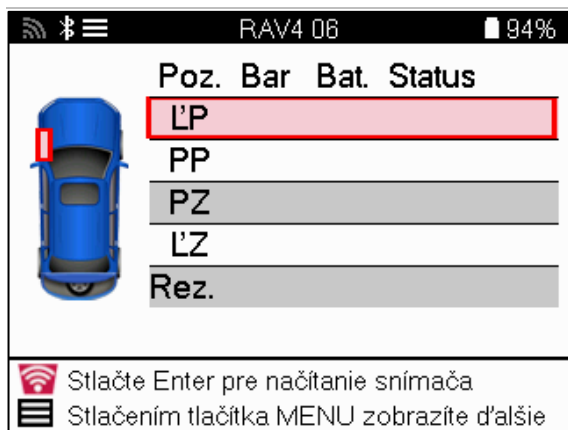 RAV4 06 94%
Poz. Bar Bat. Status
ĽP
PP
PZ
ĽZ
Rez.
Stlačte Enter pre načítanie snímača
Stlačením tlačítka MENU zobrazíte ďalšie